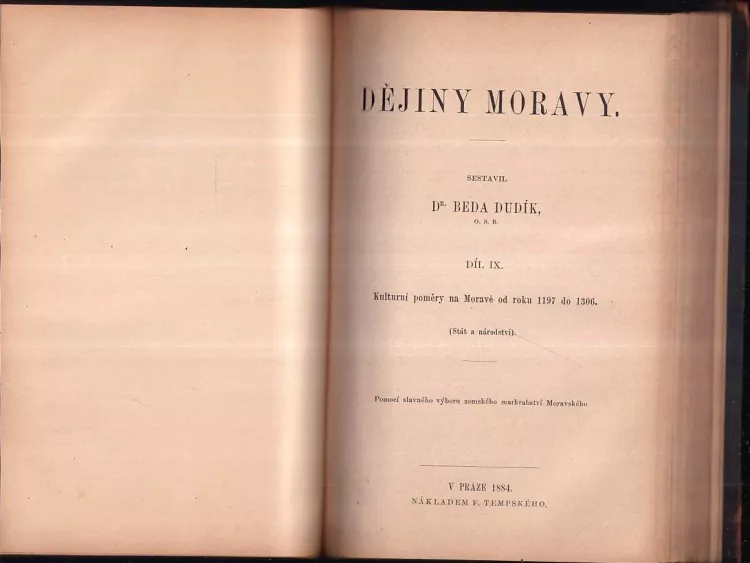 DĚJINY MORAVY.
SESTAVIL
DR. BEDA DUDÍK,
O. S. B.
DÍL IX.
Kulturní poměry na Moravě od roku 1197 do 1306.
(Stát a národství).
Pomocí slavného výboru zemského markrabství Moravského
V PRAZE 1884.
NÁKLADEM F. TEMPSKÉHO.